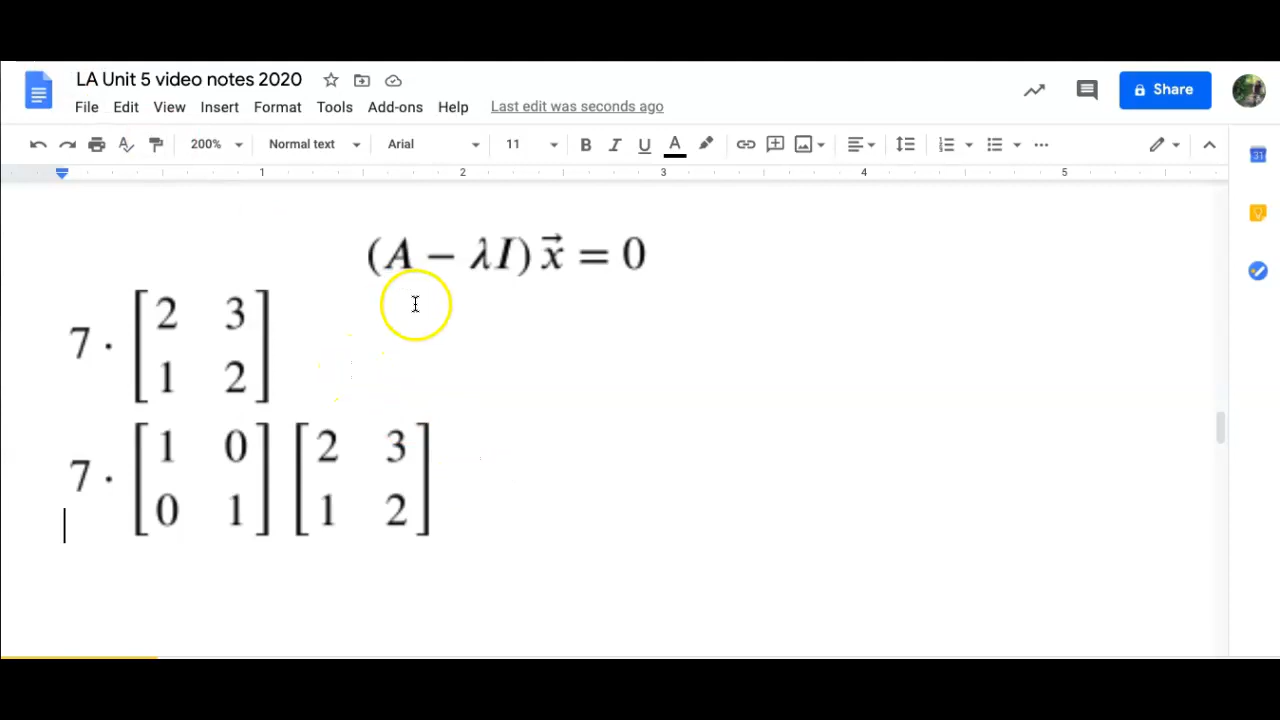 LA Unit 5 video notes 2020
File Edit View Insert Format Tools Add-ons Help Last edit was seconds ago
Share
200% Normal text Arial 11 B I U A
1 2 3 4 5
31
(A − λI) x⃗ = 0
7 · [2 3
1 2]
7 · [1 0 0 1] [2 3 1 2]